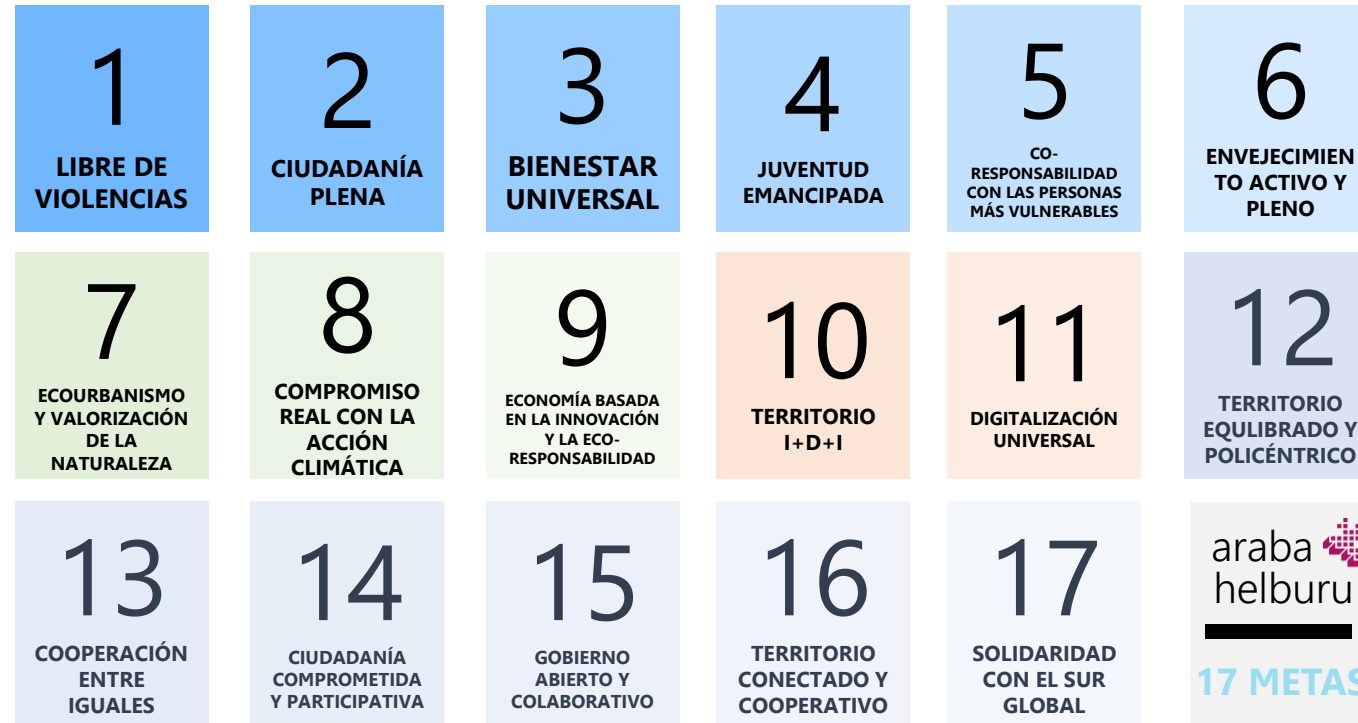 1
LIBRE DE
VIOLENCIAS
2
CIUDADANÍA
PLENA
3
BIENESTAR
UNIVERSAL
4
JUVENTUD
EMANCIPADA
5
CO-
RESPONSABILIDAD
CON LAS PERSONAS
MÁS VULNERABLES
6
ENVEJECIMIEN
TO ACTIVO Y
PLENO
7
ECOURBANISMO
Y VALORIZACIÓN
DE LA
NATURALEZA
8
COMPROMISO
REAL CON LA
ACCIÓN
CLIMÁTICA
9
ECONOMÍA BASADA
EN LA INNOVACIÓN
Y LA ECO-
RESPONSABILIDAD
10
TERRITORIO
I+D+I
11
DIGITALIZACIÓN
UNIVERSAL
12
TERRITORIO
EQULIBRADO Y
POLICÉNTRICO
13
COOPERACIÓN
ENTRE
IGUALES
14
CIUDADANÍA
COMPROMETIDA
Y PARTICIPATIVA
15
GOBIERNO
ABIERTO Y
COLABORATIVO
16
TERRITORIO
CONECTADO Y
COOPERATIVO
17
SOLIDARIDAD
CON EL SUR
GLOBAL
araba
helburu
17 METAS